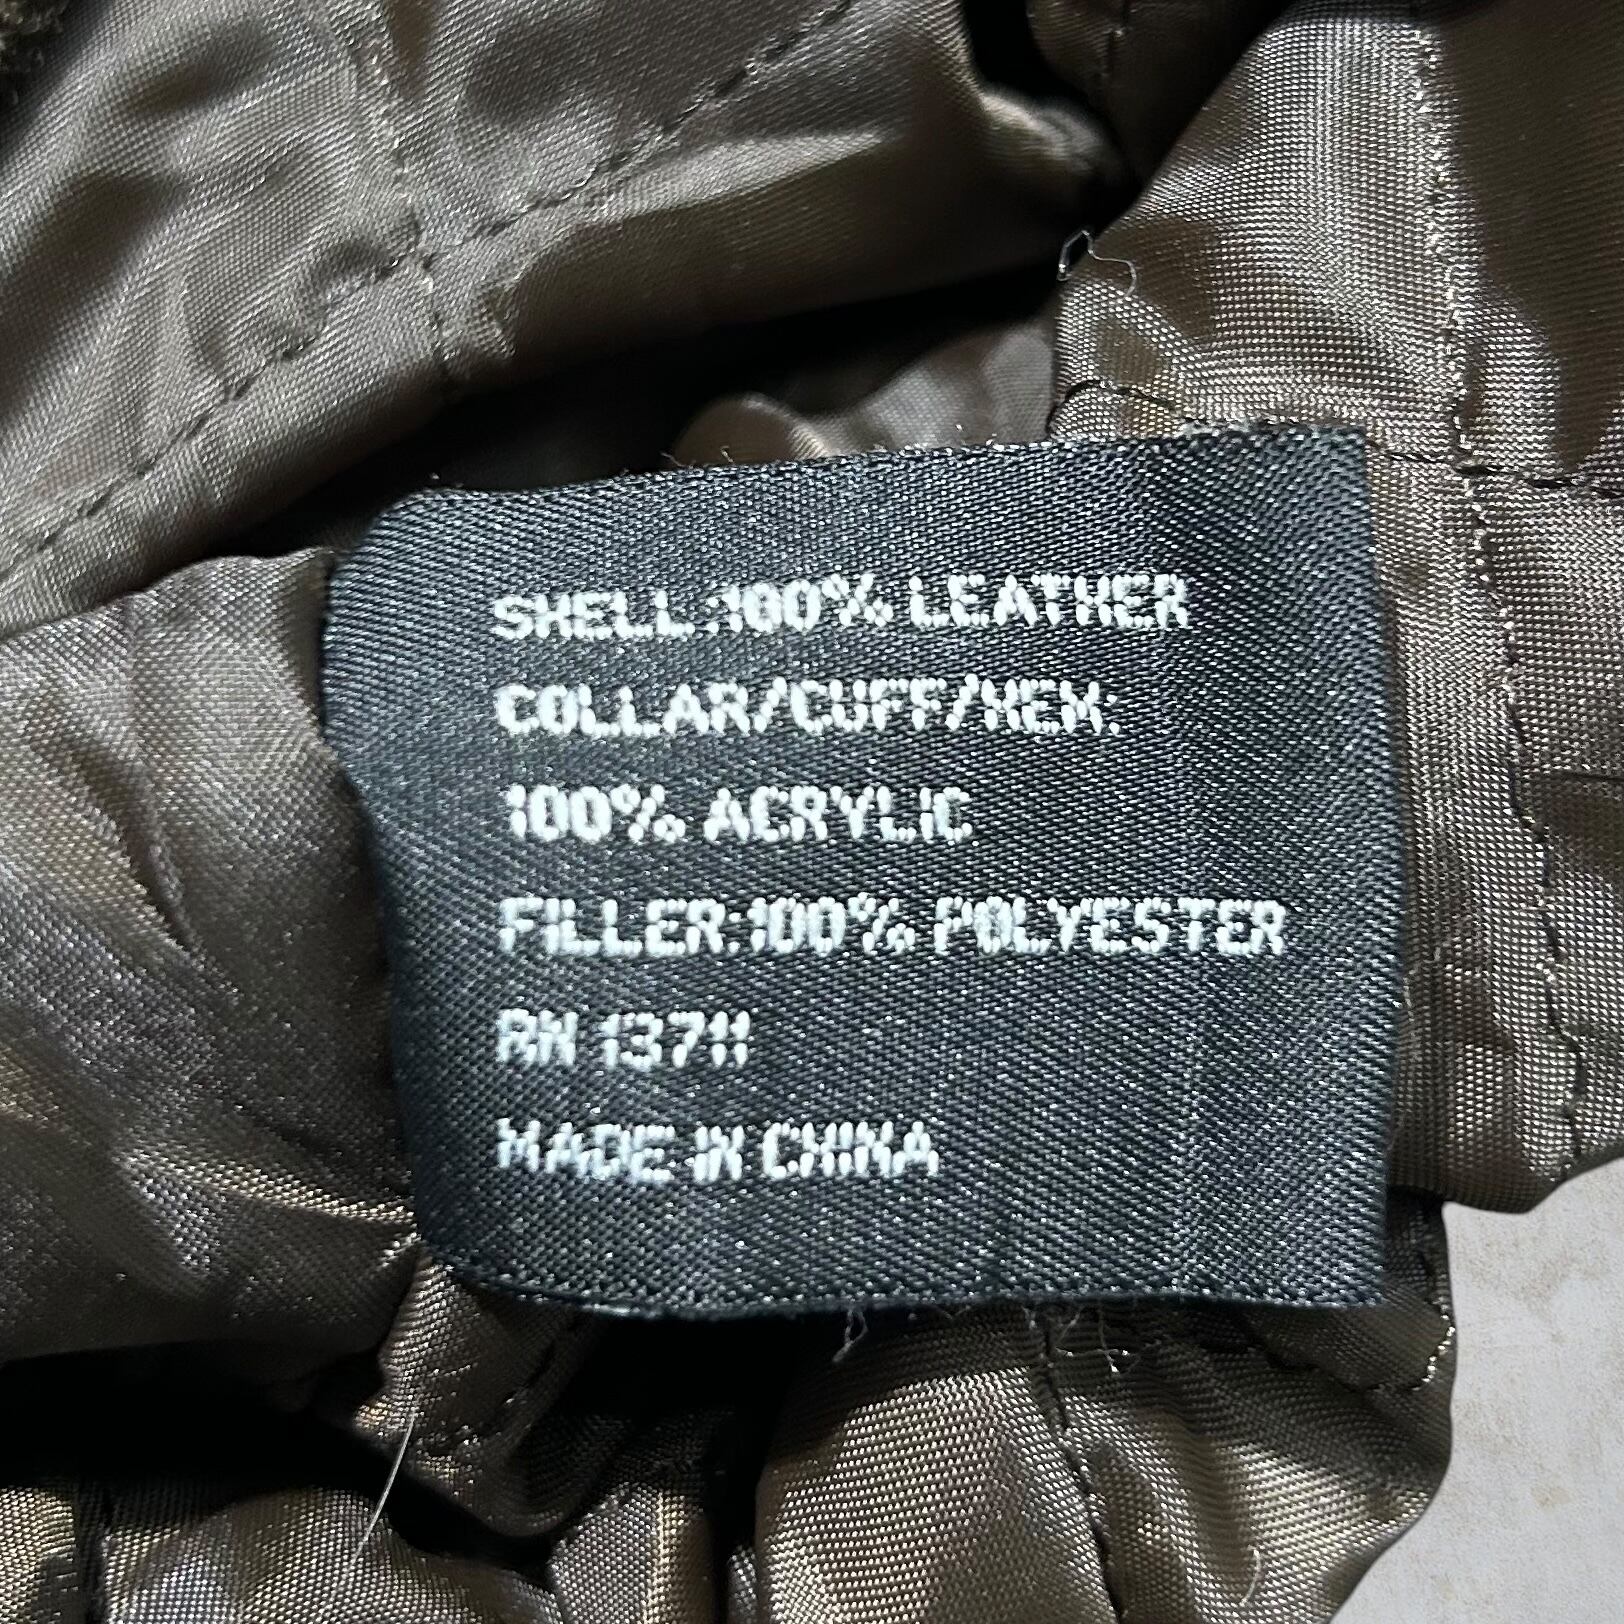 SHELL:100% LEATHER
COLLAR/CUFF/HEM:
100% ACRYLIC
FILLER:100% POLYESTER
RN 13711
MADE IN CHINA